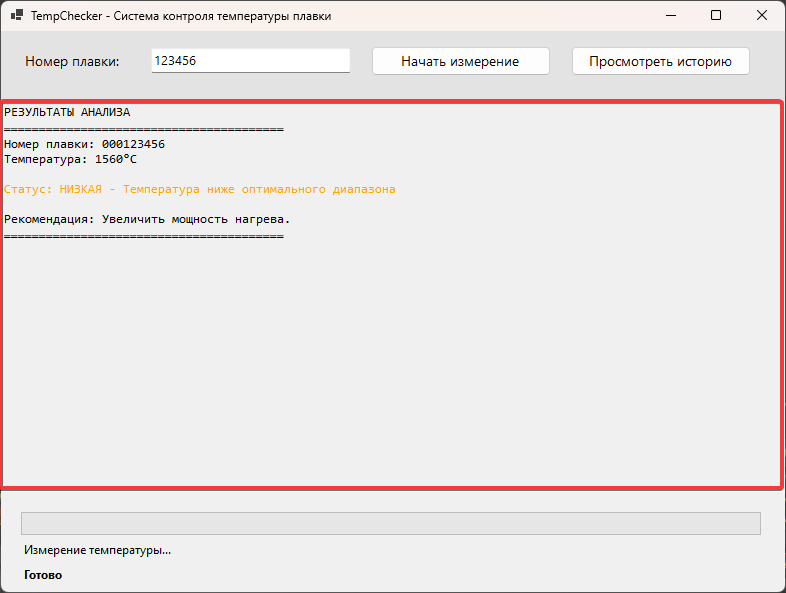 TempChecker - Система контроля температуры плавки
Номер плавки: 123456 Начать измерение Просмотреть историю
РЕЗУЛЬТАТЫ АНАЛИЗА
========================================
Номер плавки: 000123456
Температура: 1560°C
Статус: НИЗКАЯ - Температура ниже оптимального диапазона
Рекомендация: Увеличить мощность нагрева.
========================================
Измерение температуры...
Готово